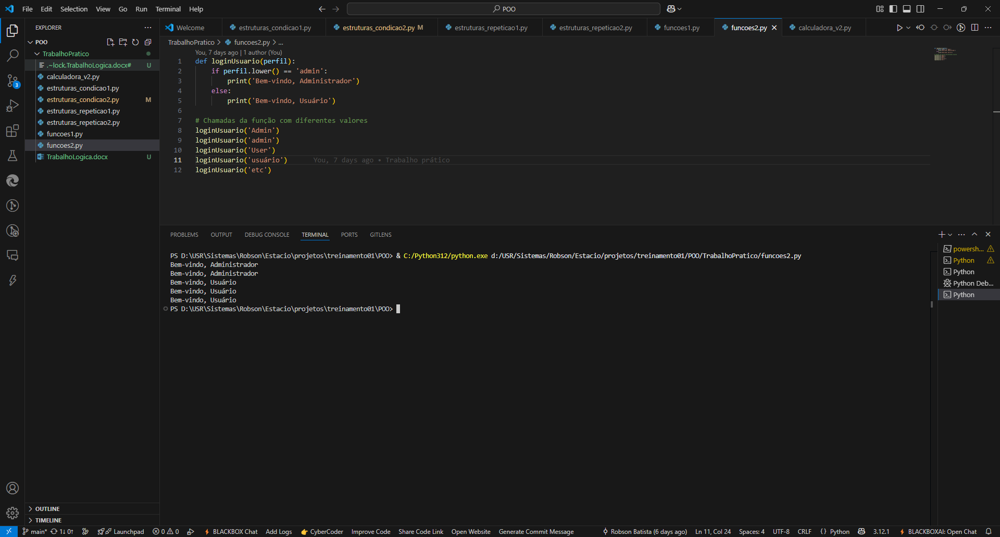 File Edit Selection View Go Run Terminal Help POO
EXPLORER
POO
TrabalhoPratico
.~lock.TrabalhoLogica.docx# U
calculadora_v2.py
estruturas_condicao1.py
estruturas_condicao2.py M
estruturas_repeticao1.py
estruturas_repeticao2.py
funcoes1.py
funcoes2.py
TrabalhoLogica.docx U
OUTLINE
TIMELINE
3
Welcome estruturas_condicao1.py estruturas_condicao2.py M estruturas_repeticao1.py estruturas_repeticao2.py funcoes1.py funcoes2.py calculadora_v2.py
TrabalhoPratico > funcoes2.py > ...
You, 7 days ago | 1 author (You)
1 def loginUsuario(perfil):
2 if perfil.lower() == 'admin':
3 print('Bem-vindo, Administrador')
4 else:
5 print('Bem-vindo, Usuário')
6
7 # Chamadas da função com diferentes valores
8 loginUsuario('Admin')
9 loginUsuario('admin')
10 loginUsuario('User')
11 loginUsuario('usuário') You, 7 days ago • Trabalho prático
12 loginUsuario('etc')
PROBLEMS OUTPUT DEBUG CONSOLE TERMINAL PORTS GITLENS
PS D:\USR\Sistemas\Robson\Estacio\projetos\treinamento01\POO> & C:/Python312/python.exe d:/USR/Sistemas/Robson/Estacio/projetos/treinamento01/POO/TrabalhoPratico/funcoes2.py
Bem-vindo, Administrador
Bem-vindo, Administrador
Bem-vindo, Usuário
Bem-vindo, Usuário
Bem-vindo, Usuário
PS D:\USR\Sistemas\Robson\Estacio\projetos\treinamento01\POO>
powersh...
Python
Python
Python Deb...
Python
main* 1↓ 0↑ Launchpad 0 0 BLACKBOX Chat Add Logs CyberCoder Improve Code Share Code Link Open Website Generate Commit Message Robson Batista (6 days ago) Ln 11, Col 24 Spaces: 4 UTF-8 CRLF {} Python 3.12.1 BLACKBOXAI: Open Chat